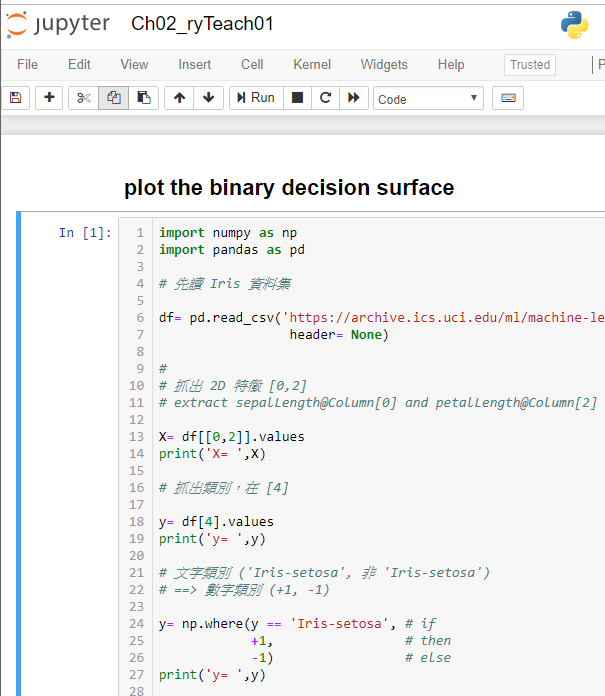 jupyter Ch02_ryTeach01
File Edit View Insert Cell Kernel Widgets Help Trusted P
Run Code
plot the binary decision surface
In [1]:
1 import numpy as np
2 import pandas as pd
3
4 # 先讀 Iris 資料集
5
6 df= pd.read_csv('https://archive.ics.uci.edu/ml/machine-le
7 header= None)
8
9 #
10 # 抓出 2D 特徵 [0,2]
11 # extract sepalLength@Column[0] and petalLength@Column[2]
12
13 X= df[[0,2]].values
14 print('X= ',X)
15
16 # 抓出類別，在 [4]
17
18 y= df[4].values
19 print('y= ',y)
20
21 # 文字類別 ('Iris-setosa', 非 'Iris-setosa')
22 # ==> 數字類別 (+1, -1)
23
24 y= np.where(y == 'Iris-setosa', # if
25 +1, # then
26 -1) # else
27 print('y= ',y)
28